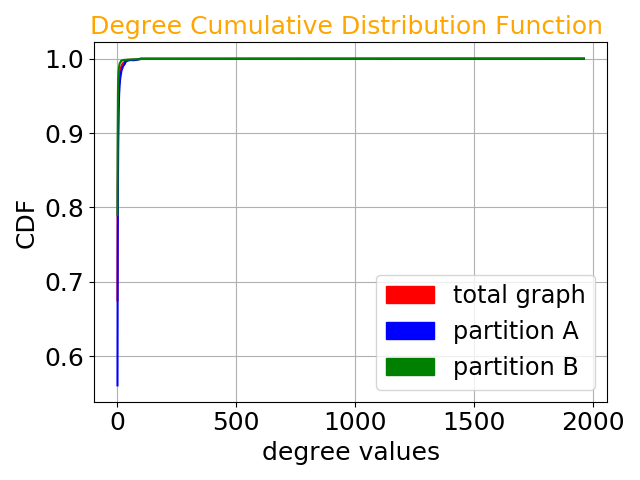 Degree Cumulative Distribution Function
1.0
0.9
0.8
0.7
0.6
CDF
total graph
partition A
partition B
0 500 1000 1500 2000
degree values